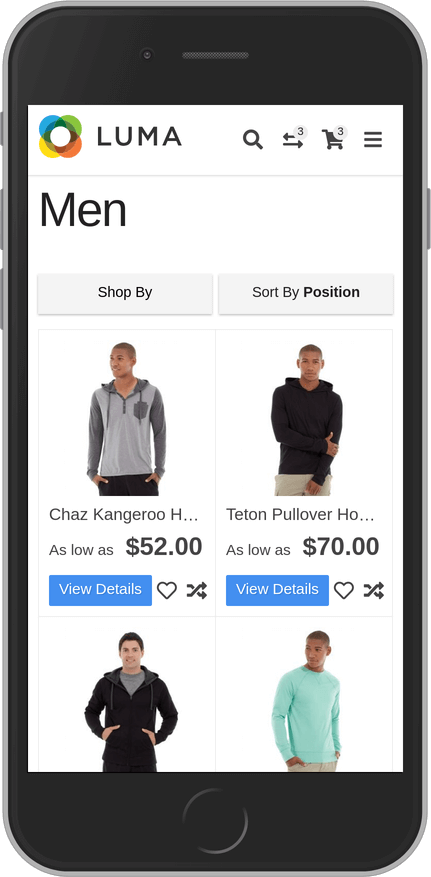 LUMA
3
3
Men
Shop By
Sort By Position
Chaz Kangeroo H...
Teton Pullover Ho...
As low as $52.00
As low as $70.00
View Details
View Details